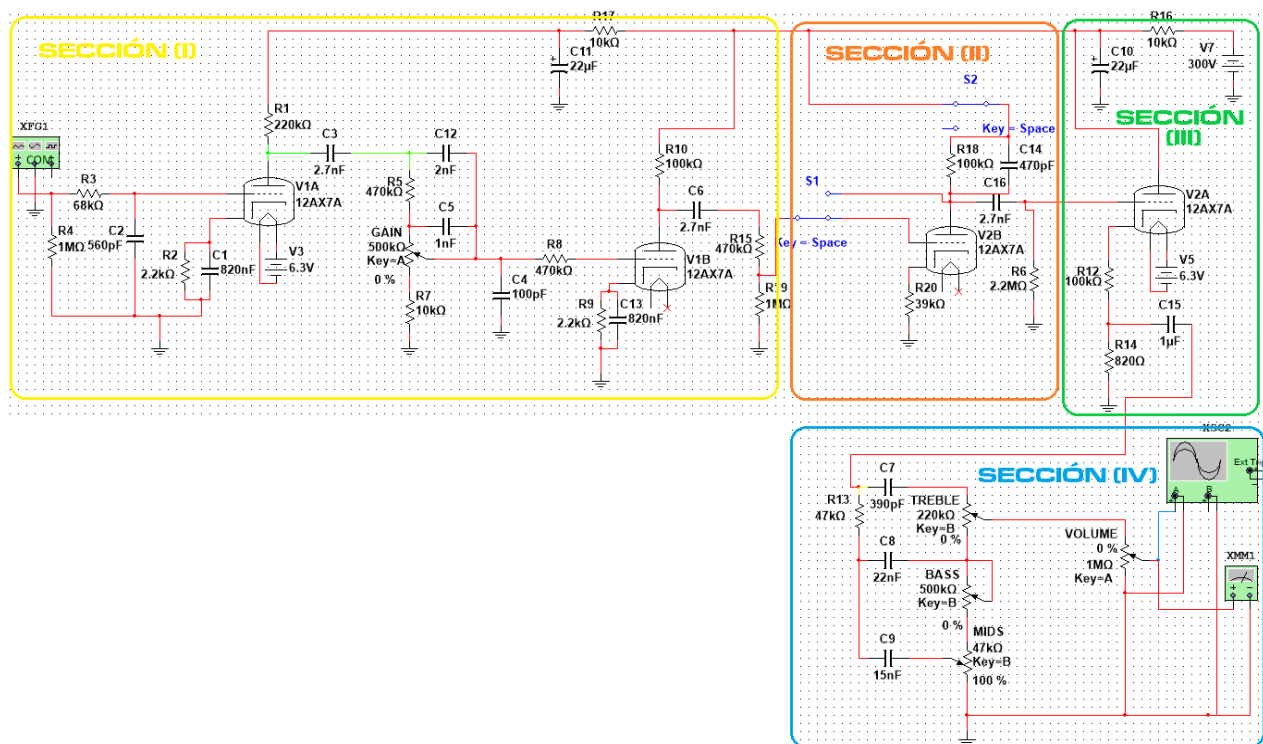 SECCIÓN (I)
R17
10kΩ
C11
22µF
R1
220kΩ
XFG1
COM
C3
2.7nF
C12
2nF
R3
68kΩ
V1A
12AX7A
R5
470kΩ
C5
1nF
R4
1MΩ
C2
560pF
R2
2.2kΩ
C1
820nF
V3
6.3V
GAIN
500kΩ
Key=A
0 %
R7
10kΩ
C4
100pF
R8
470kΩ
R10
100kΩ
C6
2.7nF
V1B
12AX7A
R9
2.2kΩ
C13
820nF
R15
470kΩ
R19
1MΩ
SECCIÓN (II)
S2
Key = Space
R18
100kΩ
C14
470pF
S1
Key = Space
C16
2.7nF
V2B
12AX7A
R20
39kΩ
R6
2.2MΩ
R16
10kΩ
C10
22µF
V7
300V
SECCIÓN
(III)
V2A
12AX7A
R12
100kΩ
V5
6.3V
C15
1µF
R14
820Ω
SECCIÓN (IV)
XSC2
Ext Trig
A
B
C7
390pF
R13
47kΩ
TREBLE
220kΩ
Key=B
0 %
C8
22nF
BASS
500kΩ
Key=B
0 %
VOLUME
0 %
1MΩ
Key=A
XMM1
C9
15nF
MIDS
47kΩ
Key=B
100 %